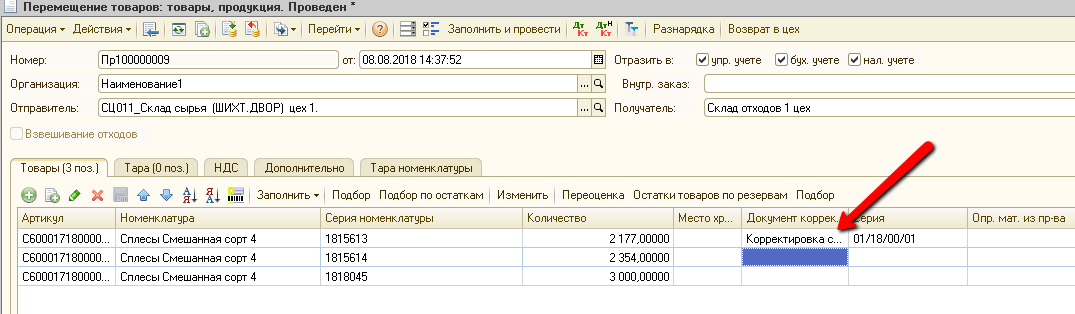 Перемещение товаров: товары, продукция. Проведен *
Операция Действия Перейти Заполнить и провести Дт Кт Дт Кт Н Разнарядка Возврат в цех
Номер: Пр100000009 от: 08.08.2018 14:37:52 Отразить в: упр. учете бух. учете нал. учете
Организация: Наименование1 ... Внутр. заказ:
Отправитель: СЦ011_Склад сырья (ШИХТ.ДВОР) цех 1. ... Получатель: Склад отходов 1 цех
Взвешивание отходов
Товары (3 поз.) Тара (0 поз.) НДС Дополнительно Тара номенклатуры
Заполнить Подбор Подбор по остаткам Изменить Переоценка Остатки товаров по резервам Подбор
Артикул Номенклатура Серия номенклатуры Количество Место хр... Документ коррек... Серия Опр. мат. из пр-ва
С600017180000... Сплесы Смешанная сорт 4 1815613 2 177,00000 Корректировка с... 01/18/00/01
С600017180000... Сплесы Смешанная сорт 4 1815614 2 354,00000
С600017180000... Сплесы Смешанная сорт 4 1818045 3 000,00000